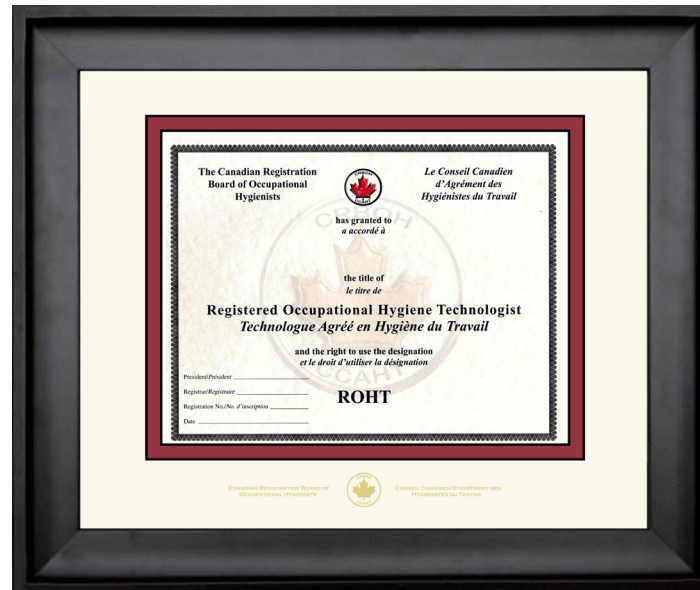 The Canadian Registration
Board of Occupational
Hygienists
Le Conseil Canadien
d'Agrément des
Hygiénistes du Travail
has granted to
a accordé à
CRBOH
the title of
le titre de
Registered Occupational Hygiene Technologist
Technologue Agréé en Hygiène du Travail
and the right to use the designation
et le droit d'utiliser la désignation
CCAHT
ROHT
President/Président
Registrar/Registraire
Registration No./No. d'inscription
Date
Canadian Registration Board of
Occupational Hygienists
Conseil Canadien D'agrément des
Hygiénistes du Travail